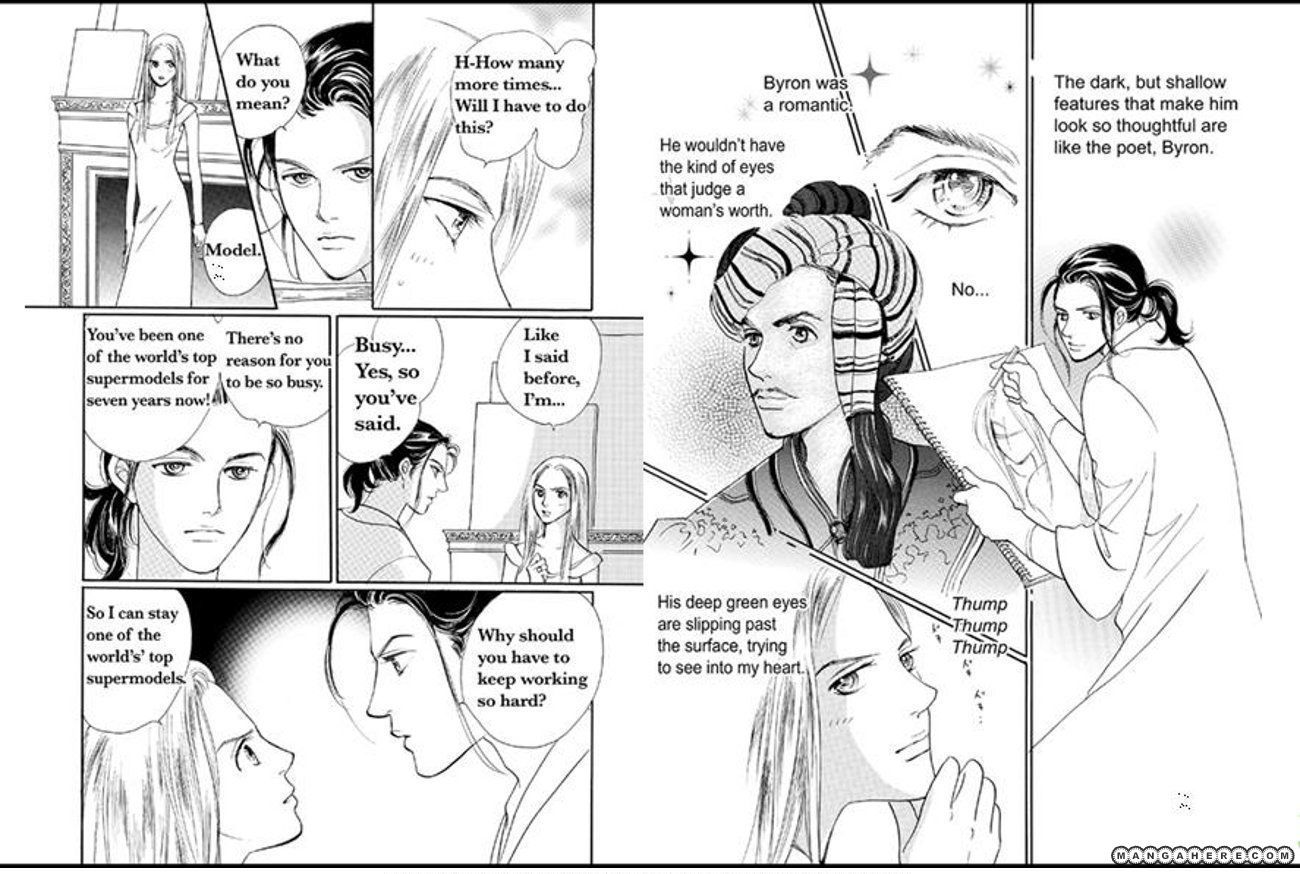 The dark, but shallow
features that make him
look so thoughtful are
like the poet, Byron.
No...
Byron was
a romantic.
He wouldn't have
the kind of eyes
that judge a
woman's worth.
Thump
Thump
Thump
His deep green eyes
are slipping past
the surface, trying
to see into my heart.
H-How many
more times...
Will I have to do
this?
What
do you
mean?
Model.
Like
I said
before,
I'm...
Busy...
Yes, so
you've
said.
There's no
reason for you
to be so busy.
You've been one
of the world's top
supermodels for
seven years now!
Why should
you have to
keep working
so hard?
So I can stay
one of the
world's' top
supermodels.
MANGAHERE.COM